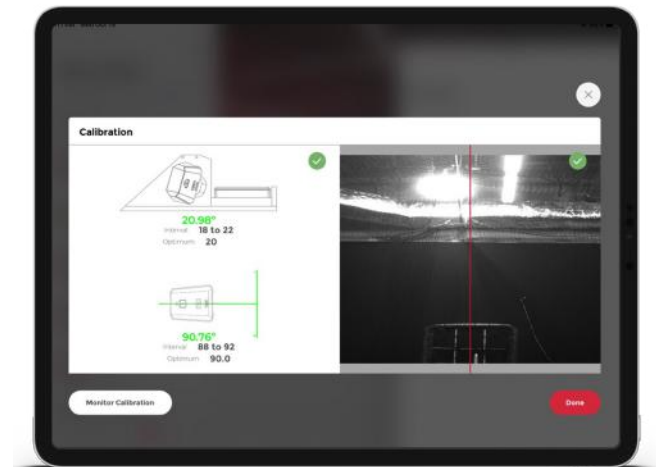 Calibration
20.98°
Interval 18 to 22
Optimum 20
90.76°
Interval 88 to 92
Optimum 90.0
Monitor Calibration
Done